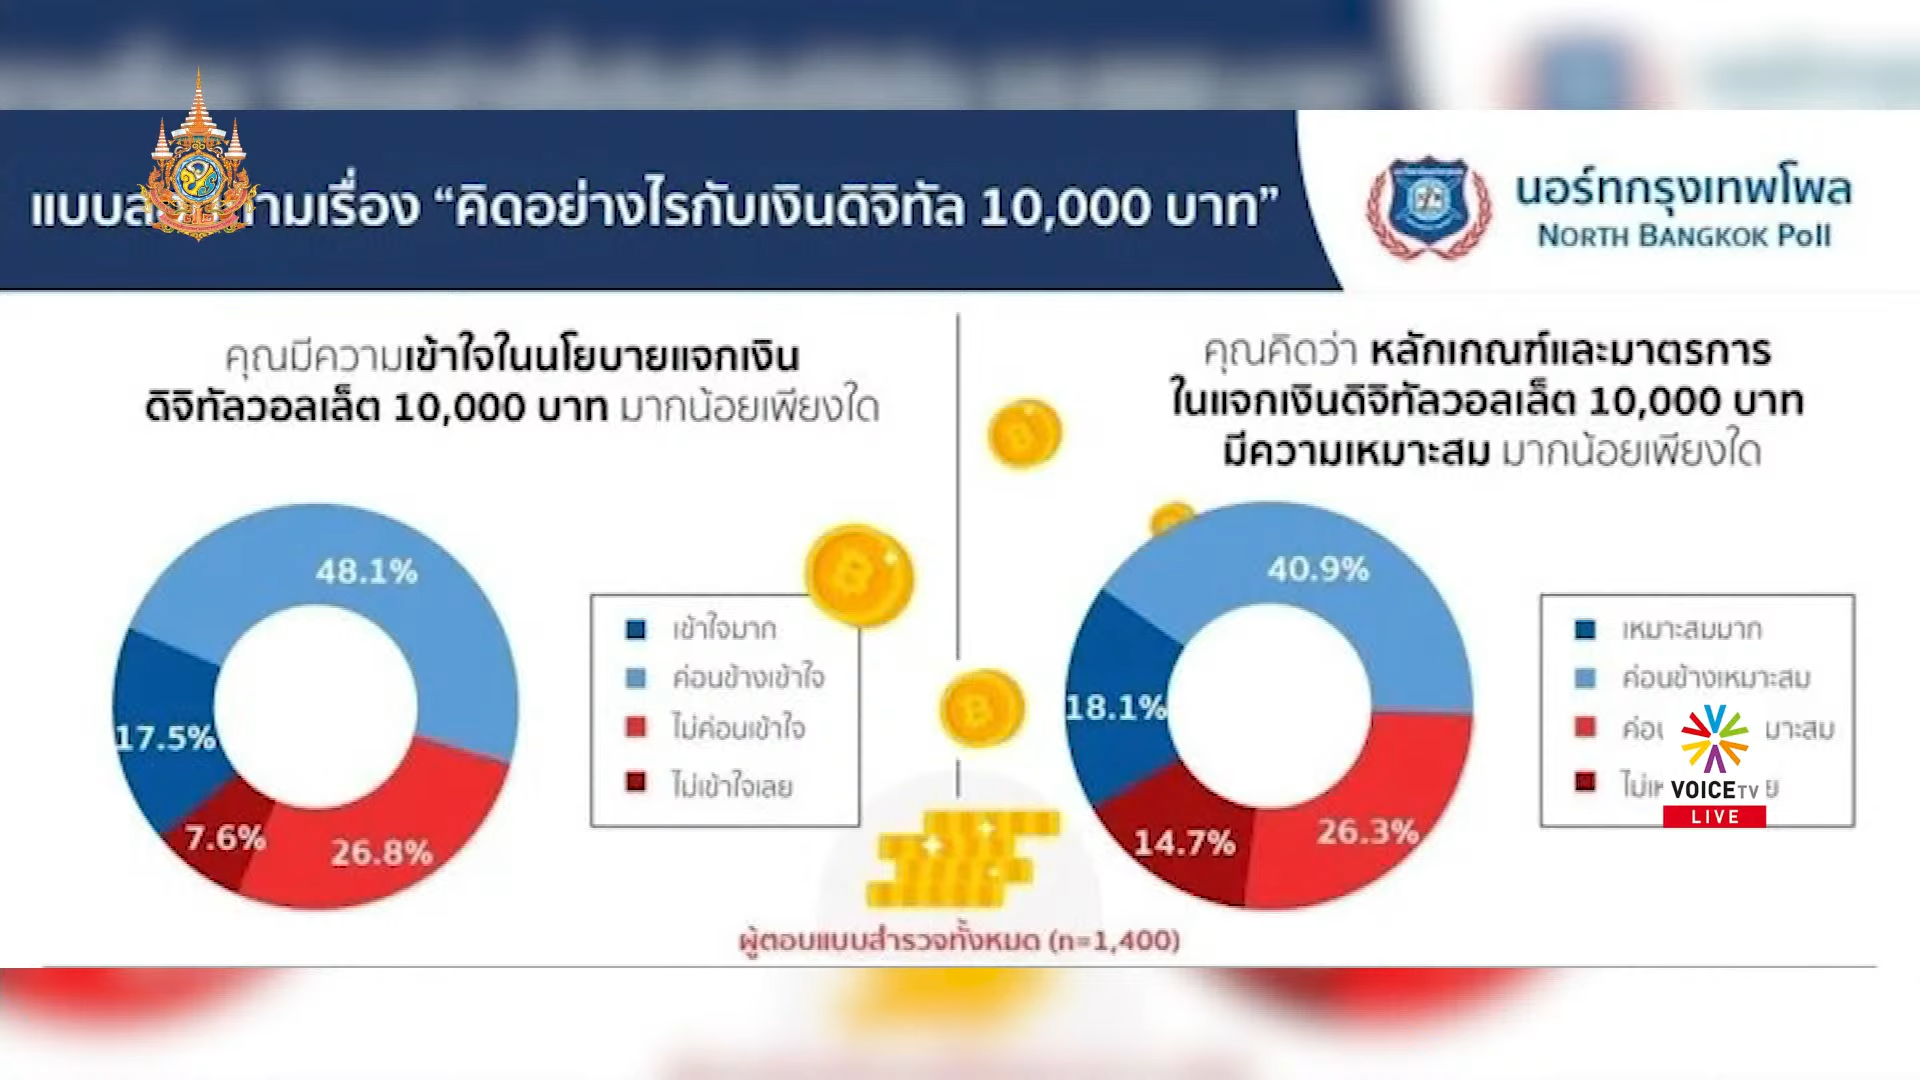 แบบส ามเรื่อง “คิดอย่างไรกับเงินดิจิทัล 10,000 บาท”
นอร์ทกรุงเทพโพล
NORTH BANGKOK Poll
คุณมีความเข้าใจในนโยบายแจกเงิน
ดิจิทัลวอลเล็ต 10,000 บาท มากน้อยเพียงใด
48.1%
17.5%
7.6%
26.8%
เข้าใจมาก
ค่อนข้างเข้าใจ
ไม่ค่อนเข้าใจ
ไม่เข้าใจเลย
คุณคิดว่า หลักเกณฑ์และมาตรการ
ในแจกเงินดิจิทัลวอลเล็ต 10,000 บาท
มีความเหมาะสม มากน้อยเพียงใด
40.9%
18.1%
14.7%
26.3%
เหมาะสมมาก
ค่อนข้างเหมาะสม
VOICE TV
LIVE
ผู้ตอบแบบสำรวจทั้งหมด (n=1,400)